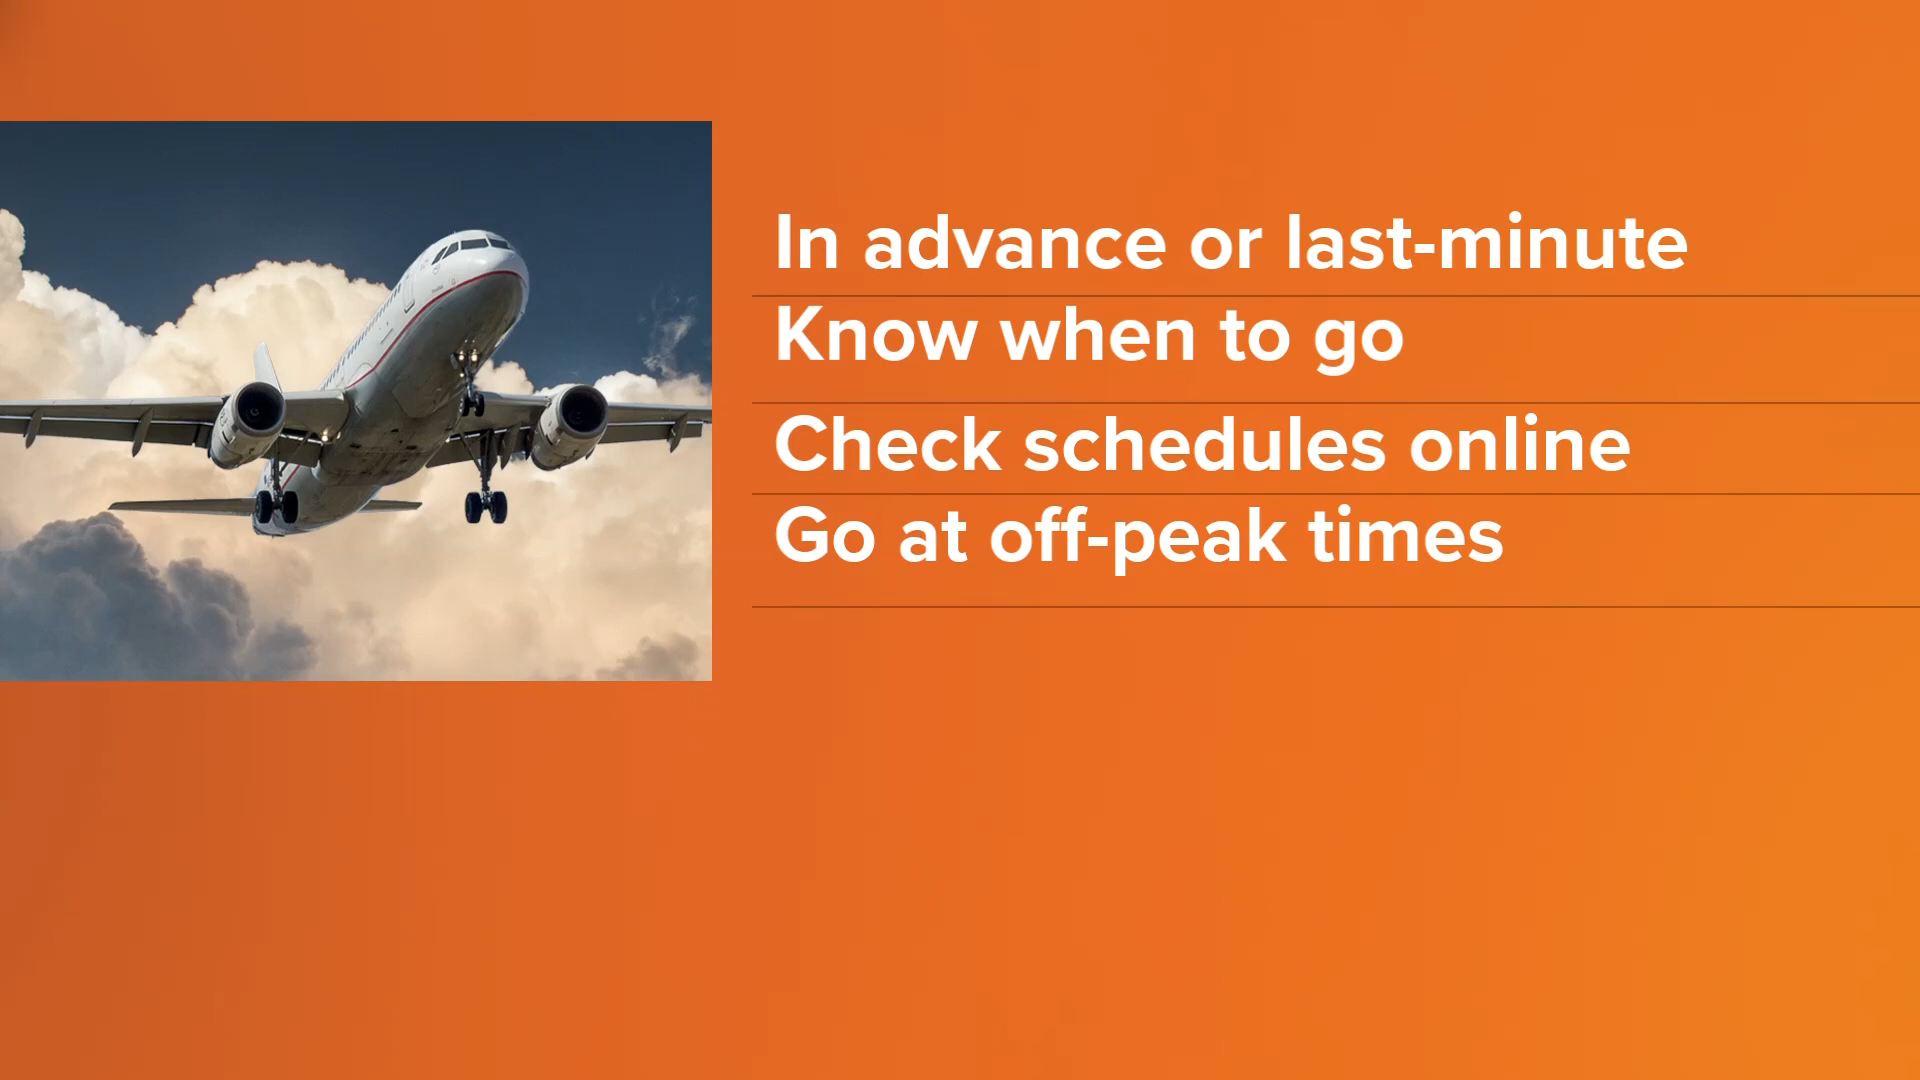 In advance or last-minute
Know when to go
Check schedules online
Go at off-peak times